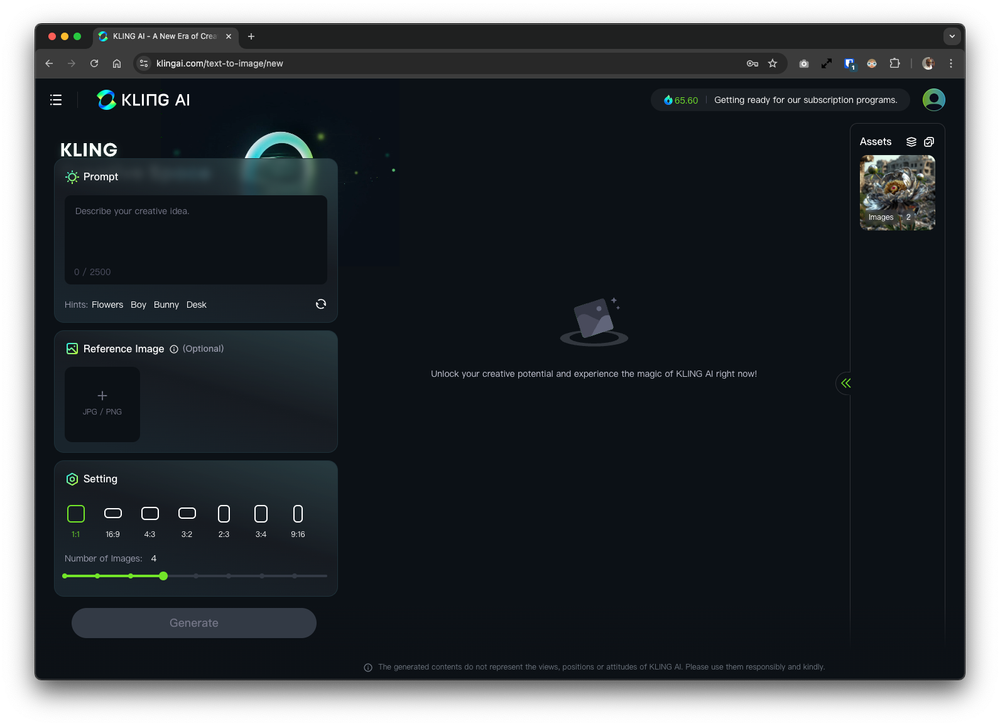 KLING AI - A New Era of Crea
klingai.com/text-to-image/new
1
KLING AI
65.60
Getting ready for our subscription programs.
KLING
Assets
Images 2
Prompt
Describe your creative idea.
0 / 2500
Hints: Flowers Boy Bunny Desk
Reference Image (Optional)
JPG / PNG
Setting
1:1 16:9 4:3 3:2 2:3 3:4 9:16
Number of Images: 4
Generate
Unlock your creative potential and experience the magic of KLING AI right now!
The generated contents do not represent the views, positions or attitudes of KLING AI. Please use them responsibly and kindly.